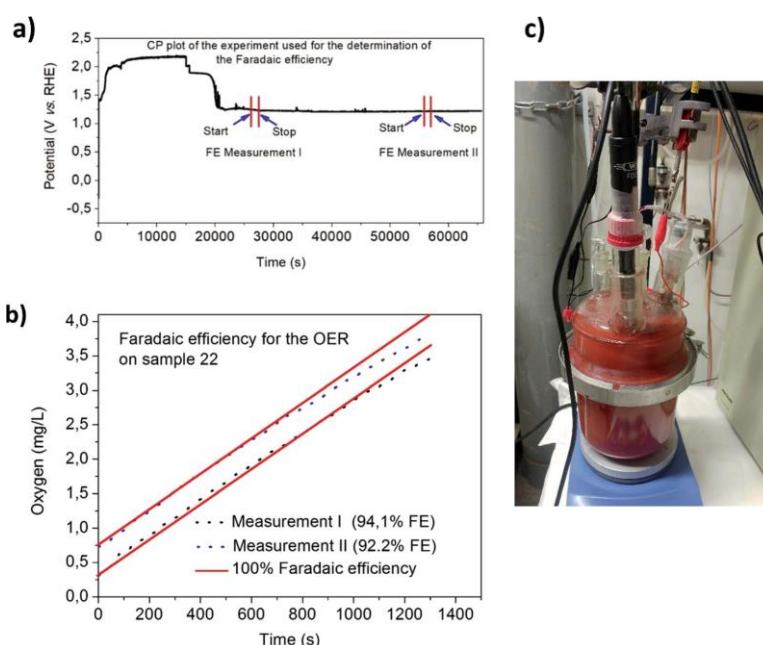 a)
CP plot of the experiment used for the determination of
the Faradaic efficiency
Potential (V vs. RHE)
2,5
2,0
1,5
1,0
0,5
0,0
-0,5
Start
Stop
FE Measurement I
Start
Stop
FE Measurement II
0
10000
20000
30000
40000
50000
60000
Time (s)
b)
Faradaic efficiency for the OER
on sample 22
Oxygen (mg/L)
4,0
3,5
3,0
2,5
2,0
1,5
1,0
0,5
0,0
Measurement I (94,1% FE)
Measurement II (92.2% FE)
100% Faradaic efficiency
0
200
400
600
800
1000
1200
1400
Time (s)
c)